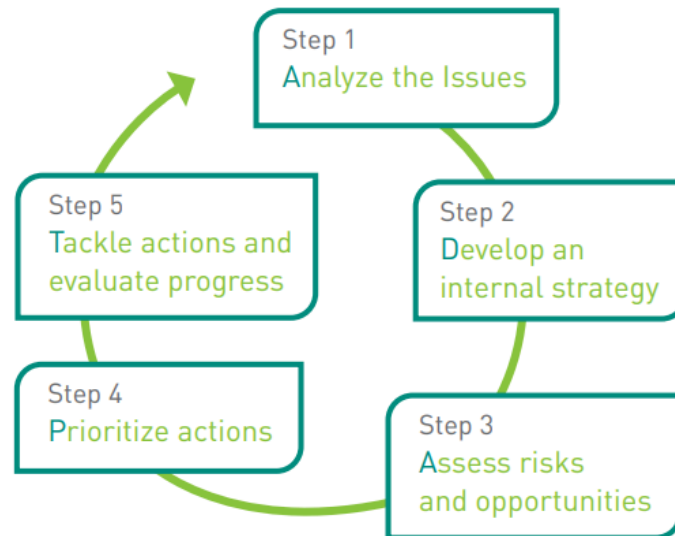 Step 1
Analyze the Issues
Step 2
Develop an
internal strategy
Step 3
Assess risks
and opportunities
Step 4
Prioritize actions
Step 5
Tackle actions and
evaluate progress